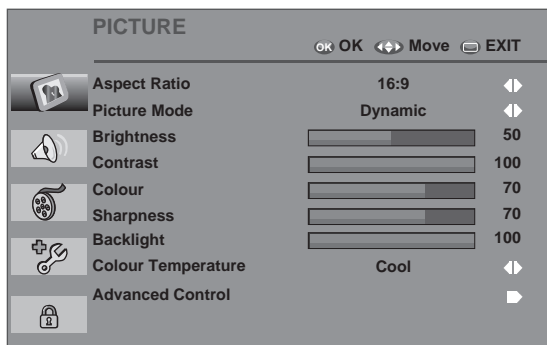 PICTURE
OK OK Move EXIT
Aspect Ratio 16:9
Picture Mode Dynamic
Brightness 50
Contrast 100
Colour 70
Sharpness 70
Backlight 100
Colour Temperature Cool
Advanced Control